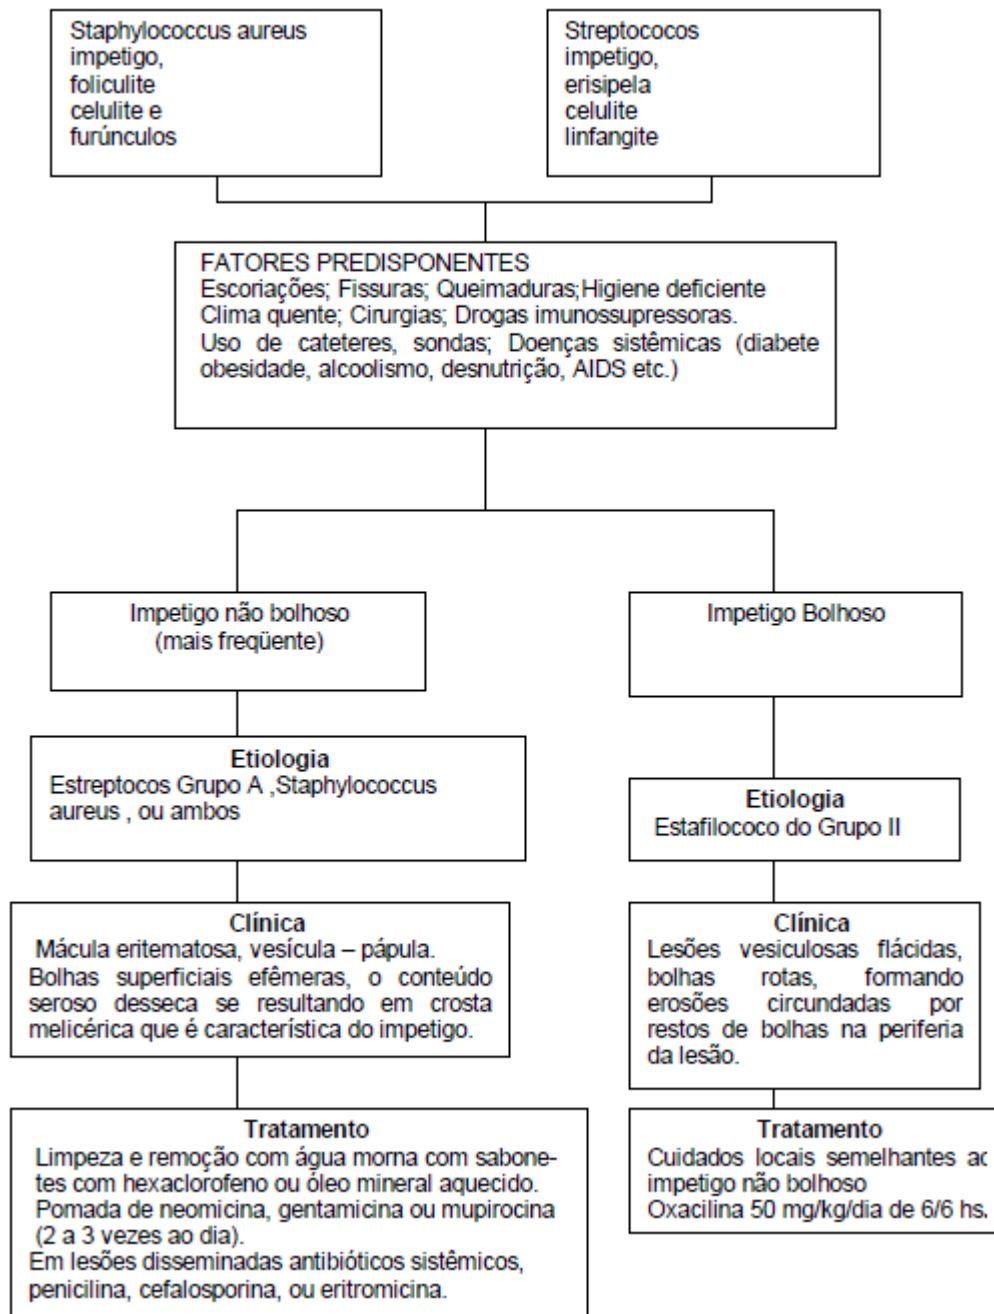 Staphylococcus aureus
impetigo,
foliculite
celulite e
furúnculos
Streptococos
impetigo,
erisipela
celulite
linfangite
FATORES PREDISPONENTES
Escoriações; Fissuras; Queimaduras;Higiene deficiente
Clima quente; Cirurgias; Drogas imunossupressoras.
Uso de cateteres, sondas; Doenças sistêmicas (diabete
obesidade, alcoolismo, desnutrição, AIDS etc.)
Impetigo não bolhoso
(mais freqüente)
Etiologia
Estreptocos Grupo A ,Staphylococcus
aureus , ou ambos
Clínica
Mácula eritematosa, vesícula – pápula.
Bolhas superficiais efêmeras, o conteúdo
seroso desseca se resultando em crosta
melicérica que é característica do impetigo.
Tratamento
Limpeza e remoção com água morna com sabone-
tes com hexaclorofeno ou óleo mineral aquecido.
Pomada de neomicina, gentamicina ou mupirocina
(2 a 3 vezes ao dia).
Em lesões disseminadas antibióticos sistêmicos,
penicilina, cefalosporina, ou eritromicina.
Impetigo Bolhoso
Etiologia
Estafilococo do Grupo II
Clínica
Lesões vesiculosas flácidas,
bolhas rotas, formando
erosões circundadas por
restos de bolhas na periferia
da lesão.
Tratamento
Cuidados locais semelhantes
impetigo não bolhoso
Oxacilina 50 mg/kg/dia de 6/6 hs.